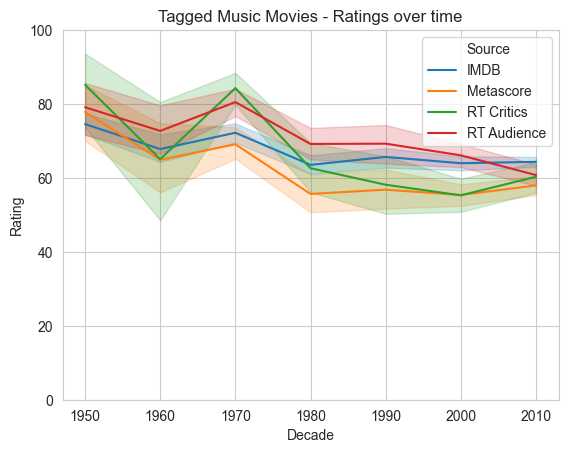 Tagged Music Movies - Ratings over time
Source
IMDB
Metascore
RT Critics
RT Audience
Rating
100
80
60
40
20
0
1950 1960 1970 1980 1990 2000 2010
Decade